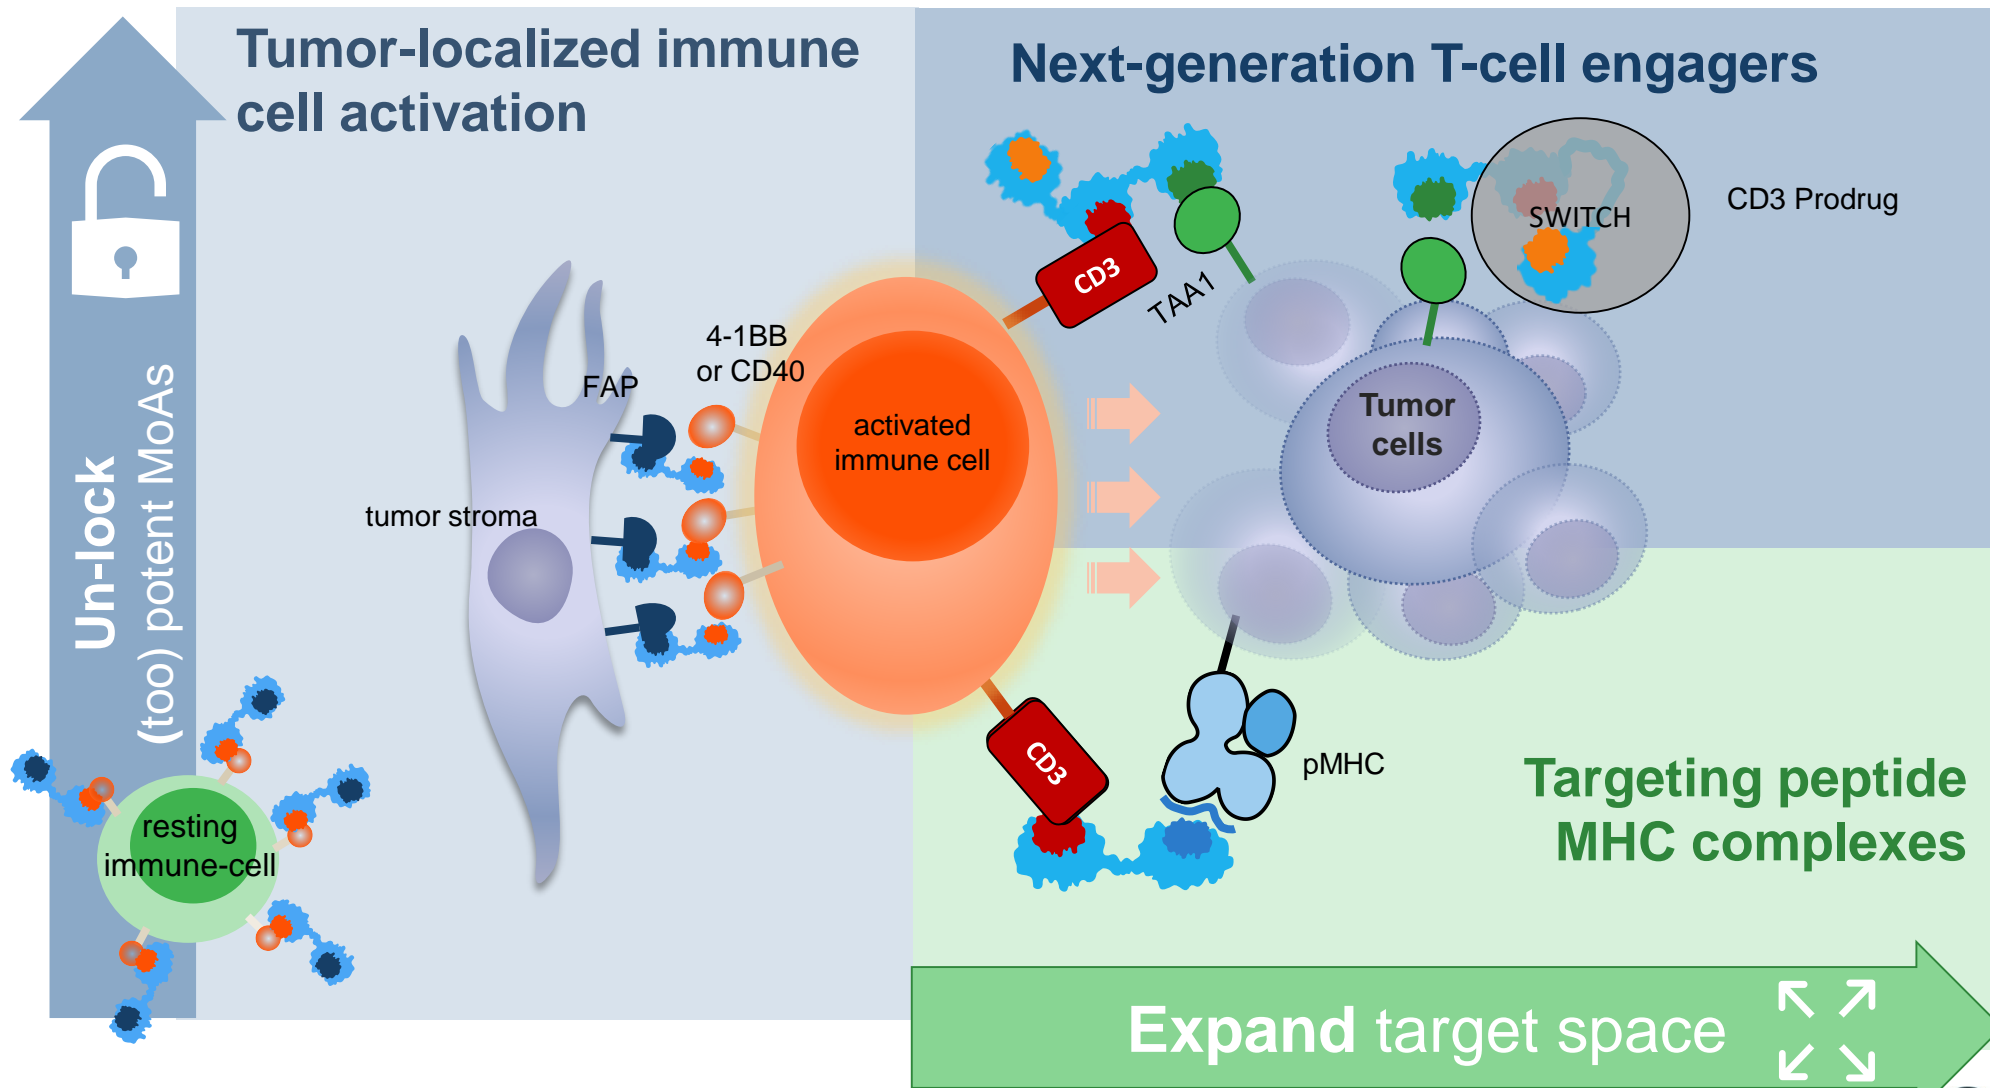 Tumor-localized immune
cell activation
Next-generation T-cell engagers
CD3 Prodrug
SWITCH
CD3
TAA1
4-1BB
or CD40
FAP
activated
immune cell
Tumor
cells
tumor stroma
Un-lock
(too) potent MoAs
resting
immune-cell
CD3
pMHC
Targeting peptide
MHC complexes
Expand target space